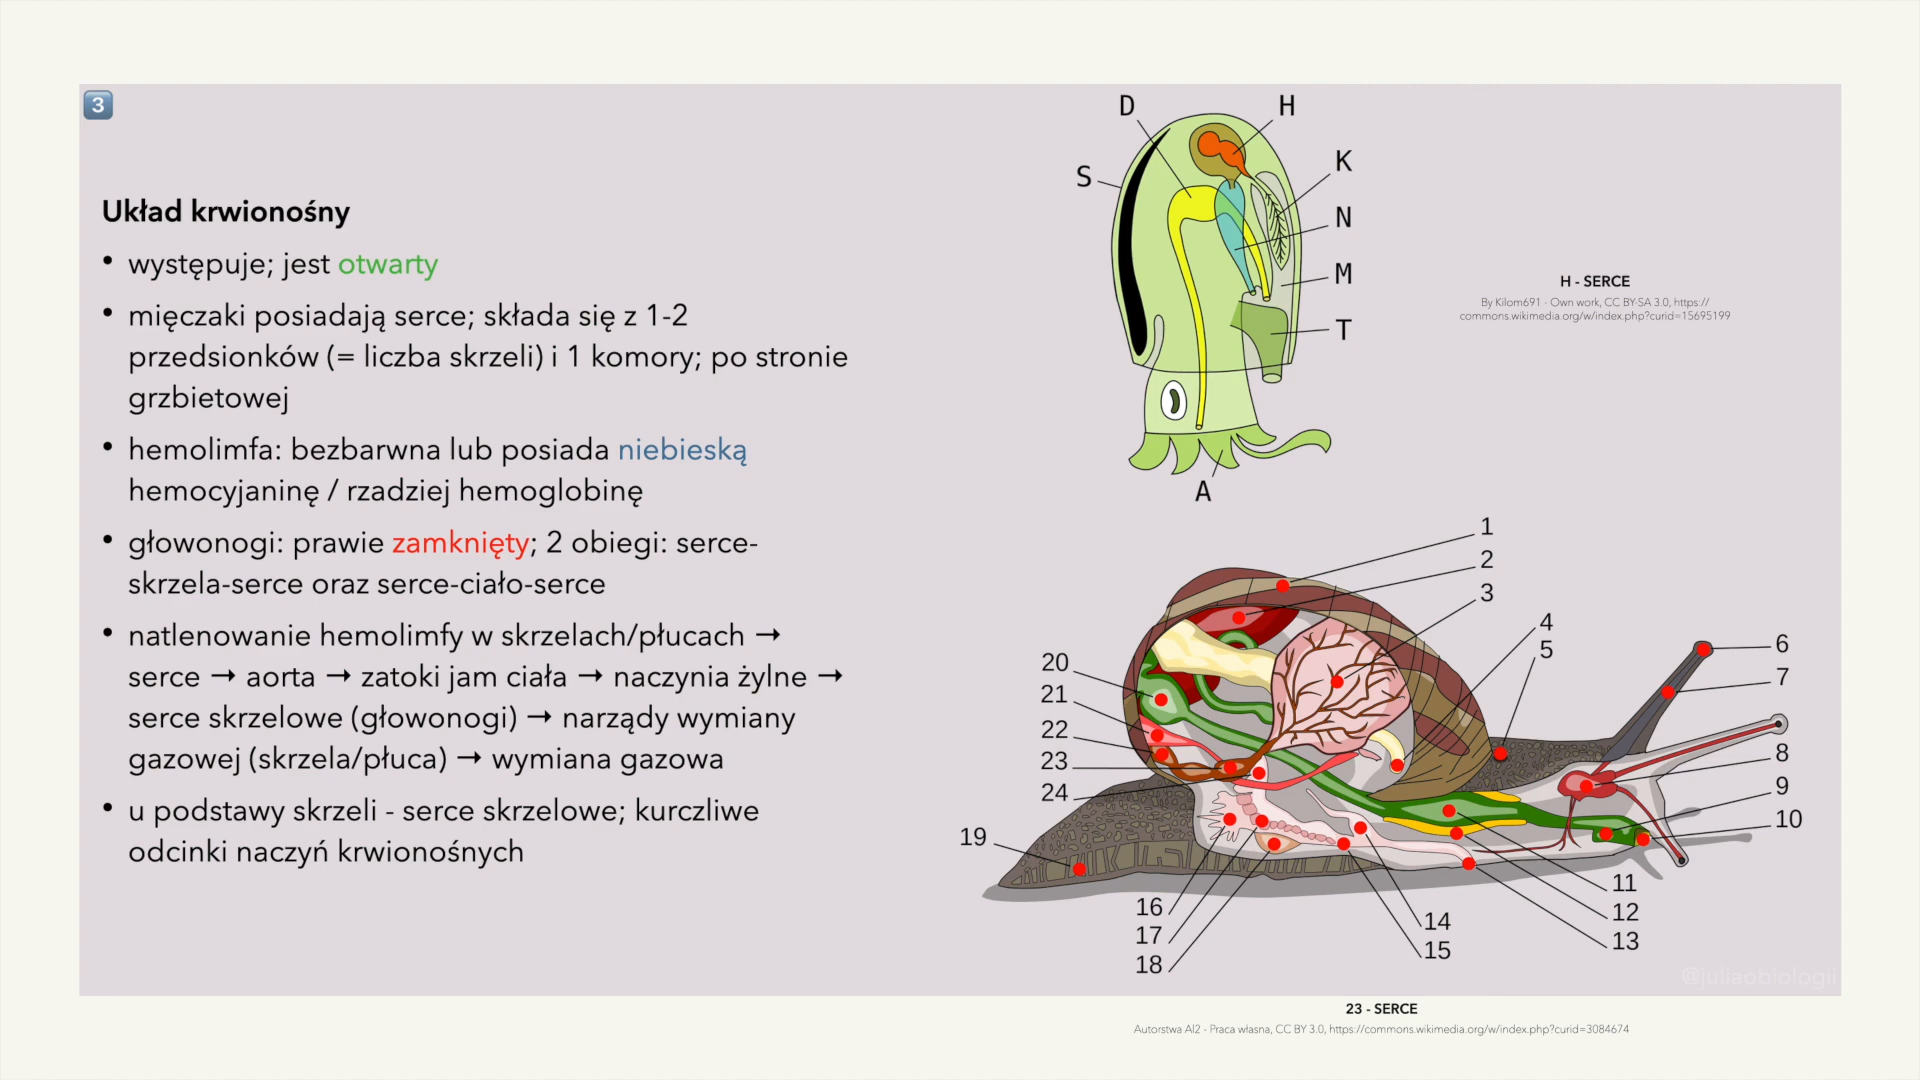 3
Układ krwionośny
• występuje; jest otwarty
• mięczaki posiadają serce; składa się z 1-2
przedsionków (= liczba skrzeli) i 1 komory; po stronie
grzbietowej
• hemolimfa: bezbarwna lub posiada niebieską
hemocyjaninę / rzadziej hemoglobinę
• głowonogi: prawie zamknięty; 2 obiegi: serce-
skrzela-serce oraz serce-ciało-serce
• natlenowanie hemolimfy w skrzelach/płucach →
serce → aorta → zatoki jam ciała → naczynia żylne →
serce skrzelowe (głowonogi) → narządy wymiany
gazowej (skrzela/płuca) → wymiana gazowa
• u podstawy skrzeli - serce skrzelowe; kurczliwe
odcinki naczyń krwionośnych
D
H
S
K
N
M
T
A
H - SERCE
By Kilom691 - Own work, CC BY-SA 3.0, https://
commons.wikimedia.org/w/index.php?curid=15695199
1
2
3
4
5
6
7
8
9
10
11
12
13
14
15
16
17
18
19
20
21
22
23
24
@juliaobiologii
23 - SERCE
Autorstwa Al2 - Praca własna, CC BY 3.0, https://commons.wikimedia.org/w/index.php?curid=3084674